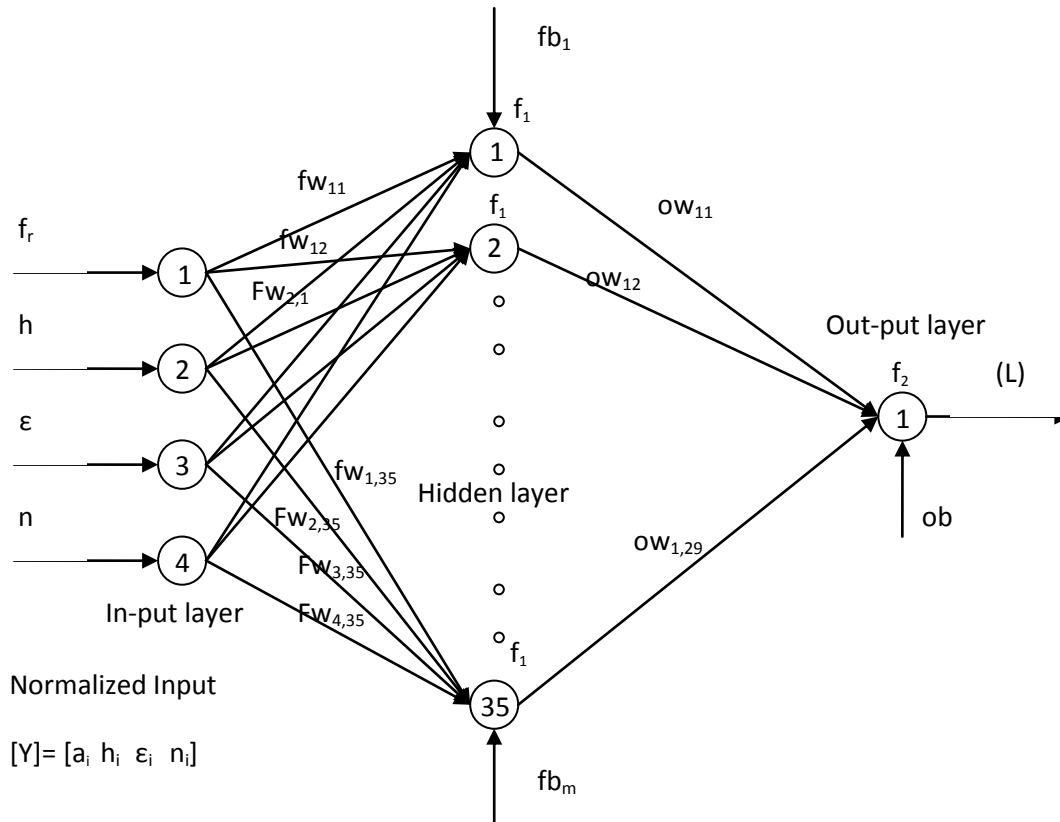 fb₁
f₁
1
fw₁₁
ow₁₁
fᵣ
f₁
fw₁₂
2
1
Fw₂,₁
ow₁₂
h
Out-put layer
2
f₂
(L)
ε
1
3
fw₁,₃₅
Hidden layer
n
Fw₂,₃₅
ob
ow₁,₂₉
4
Fw₃,₃₅
In-put layer
Fw₄,₃₅
f₁
Normalized Input
35
[Y]= [aᵢ hᵢ εᵢ nᵢ]
fbₘ